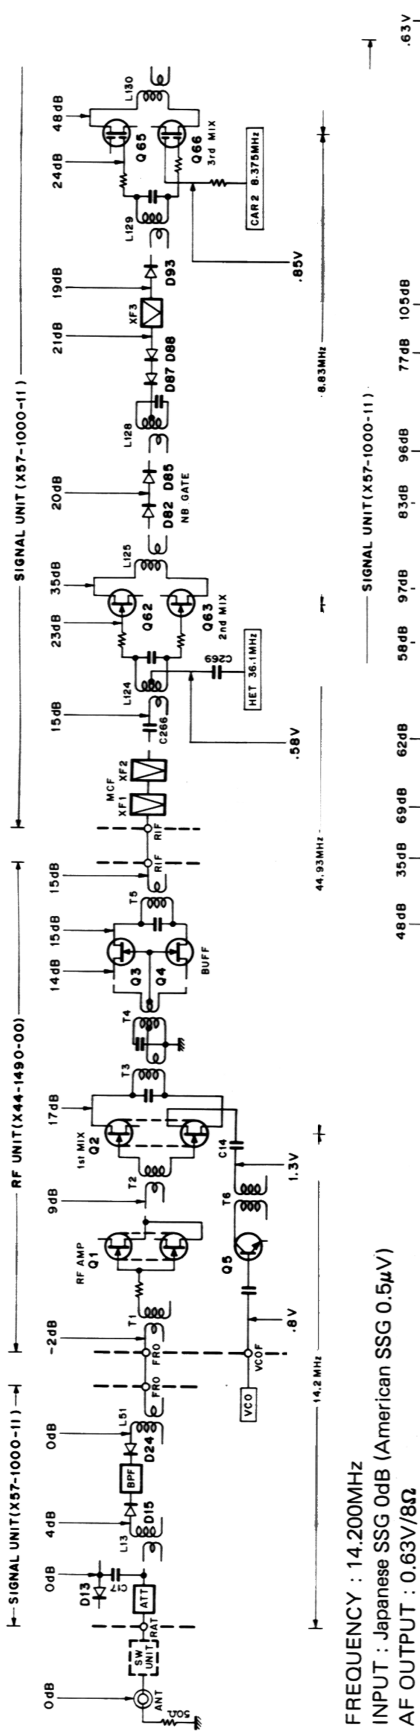 SIGNAL UNIT(X57-1000-11)
RF UNIT(X44-1490-00)
SIGNAL UNIT(X57-1000-11)
0dB
0dB
4dB
0dB
-2dB
9dB
17dB
14dB
15dB
15dB
15dB
23dB
35dB
20dB
21dB
19dB
24dB
48dB
ANT
50Ω
SW UNIT
RAT
ATT
D13
C17
L13
D15
BPF
D24
L51
FRO
FRO
T1
RF AMP
Q1
T2
1st MIX
Q2
T3
T4
Q3
Q4
BUFF
T5
RIF
RIF
MCF
XF1
XF2
C266
L124
Q62
Q63
2nd MIX
L125
D82
D85
NB GATE
L128
D87
D88
XF3
D93
L129
Q65
Q66
3rd MIX
L130
VCO
VCOF
Q5
T6
C14
C269
HET 36.1MHz
CAR2 8.375MHz
.8V
1.3V
.58V
.85V
14.2 MHz
44.93MHz
8.83MHz
SIGNAL UNIT(X57-1000-11)
48dB
35dB
69dB
62dB
58dB
97dB
83dB
96dB
77dB
105dB
.63V
FREQUENCY : 14.200MHz
INPUT : Japanese SSG 0dB (American SSG 0.5µV)
AF OUTPUT : 0.63V/8Ω